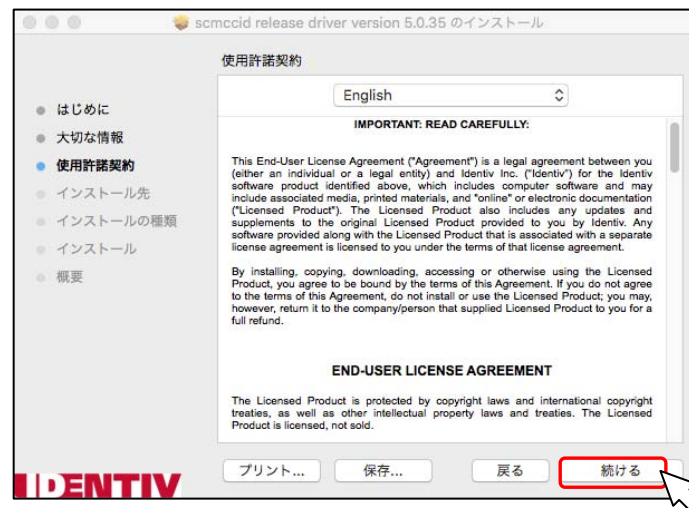 scmccid release driver version 5.0.35 のインストール
使用許諾契約
はじめに
大切な情報
使用許諾契約
インストール先
インストールの種類
インストール
概要
English
IMPORTANT: READ CAREFULLY:
This End-User License Agreement ("Agreement") is a legal agreement between you
(either an individual or a legal entity) and Identiv Inc. ("Identiv") for the Identiv
software product identified above, which includes computer software and may
include associated media, printed materials, and "online" or electronic documentation
("Licensed Product"). The Licensed Product also includes any updates and
supplements to the original Licensed Product provided to you by Identiv. Any
software provided along with the Licensed Product that is associated with a separate
license agreement is licensed to you under the terms of that license agreement.
By installing, copying, downloading, accessing or otherwise using the Licensed
Product, you agree to be bound by the terms of this Agreement. If you do not agree
to the terms of this Agreement, do not install or use the Licensed Product; you may,
however, return it to the company/person that supplied Licensed Product to you for a
full refund.
END-USER LICENSE AGREEMENT
The Licensed Product is protected by copyright laws and international copyright
treaties, as well as other intellectual property laws and treaties. The Licensed
Product is licensed, not sold.
IDENTIV
プリント...
保存...
戻る
続ける